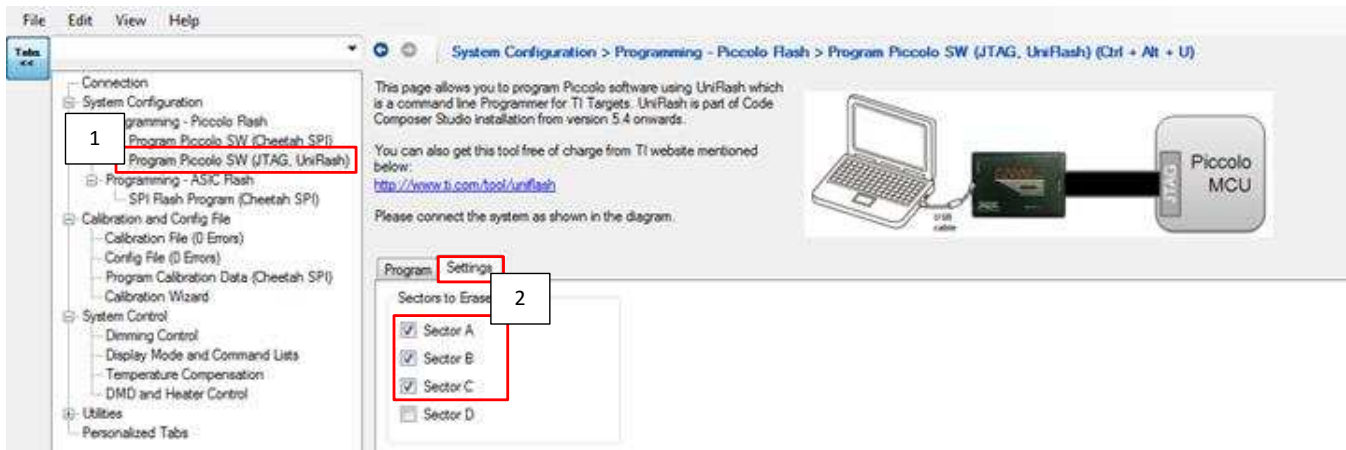 File Edit View Help
Tabs
<<
System Configuration > Programming - Piccolo Flash > Program Piccolo SW (JTAG, UniFlash) (Ctrl + Alt + U)
Connection
System Configuration
gramming - Piccolo Flash
1
Program Piccolo SW (Cheetah SPI)
Program Piccolo SW (JTAG, UniFlash)
Programming - ASIC Flash
SPI Flash Program (Cheetah SPI)
Calibration and Config File
Calibration File (0 Errors)
Config File (0 Errors)
Program Calibration Data (Cheetah SPI)
Calibration Wizard
System Control
Dimming Control
Display Mode and Command Lists
Temperature Compensation
DMD and Heater Control
Utilities
Personalized Tabs
This page allows you to program Piccolo software using UniFlash which
is a command line Programmer for TI Targets. UniFlash is part of Code
Composer Studio installation from version 5.4 onwards.
You can also get this tool free of charge from TI website mentioned
below:
http://www.ti.com/tool/uniflash
Please connect the system as shown in the diagram.
USB
cable
JTAG
Piccolo
MCU
Program Settings
2
Sectors to Erase
Sector A
Sector B
Sector C
Sector D